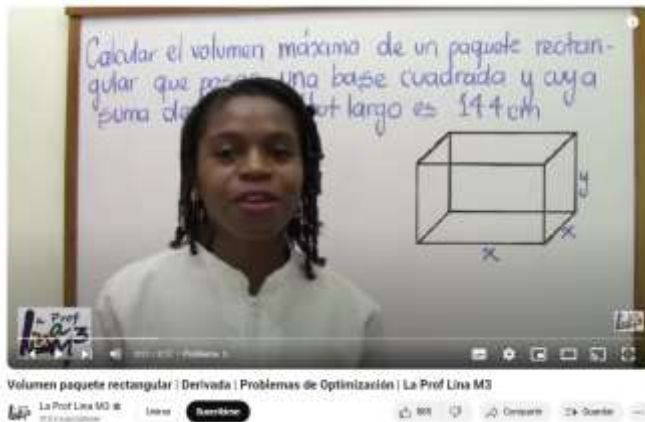 Calcular el volumen máximo de un paquete rectan-
gular que posea una base cuadrada y cuya
suma largo es 144 cm
y
x
x
La Prof
Lina
M3
Volumen paquete rectangular | Derivada | Problemas de Optimización | La Prof Lina M3
La Prof Lina M3
Unirse
Suscribirse
Compartir
Guardar